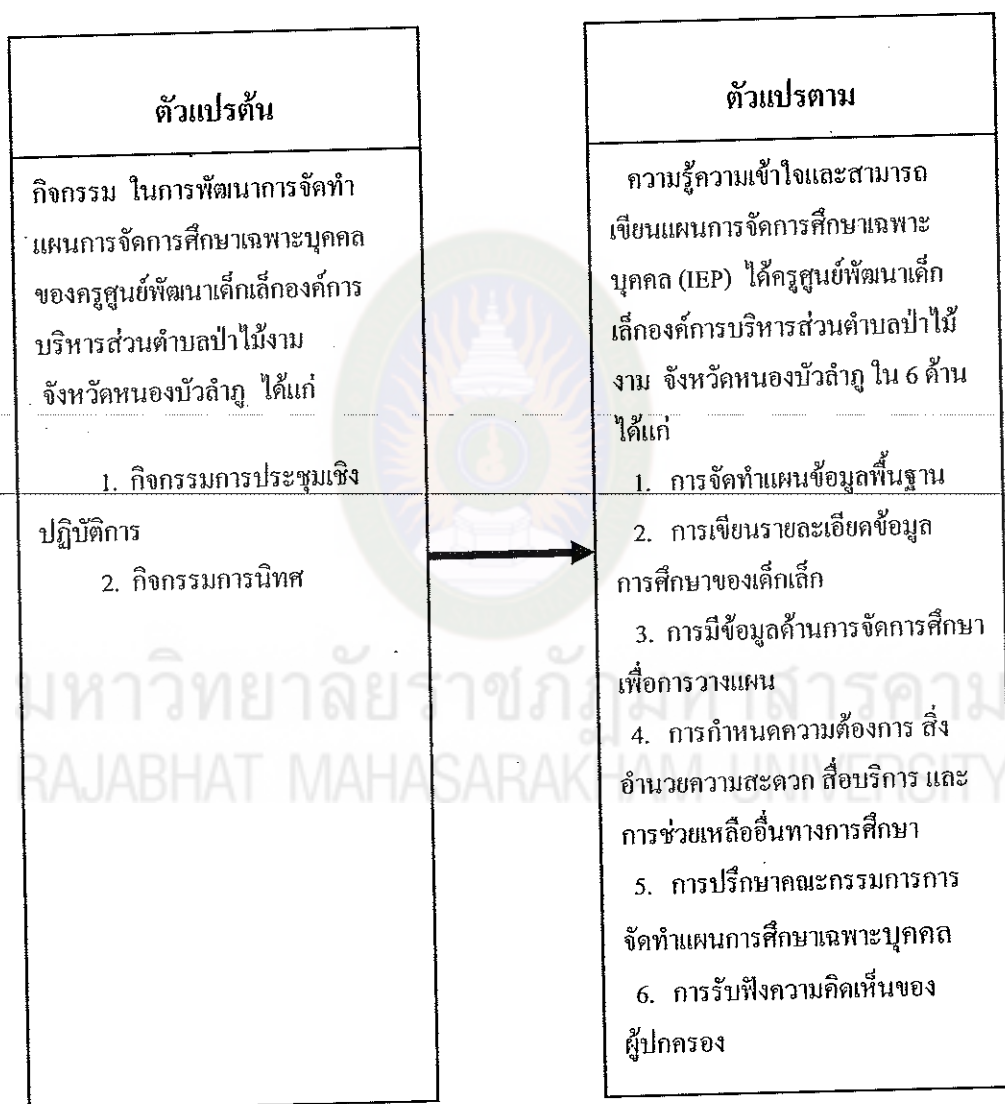 ตัวแปรต้น
กิจกรรม ในการพัฒนาการจัดทำ
แผนการจัดการศึกษาเฉพาะบุคคล
ของครูศูนย์พัฒนาเด็กเล็กองค์การ
บริหารส่วนตำบลป่าไม้งาม
จังหวัดหนองบัวลำภู ได้แก่
1. กิจกรรมการประชุมเชิง
ปฏิบัติการ
2. กิจกรรมการนิทศ
ตัวแปรตาม
ความรู้ความเข้าใจและสามารถ
เขียนแผนการจัดการศึกษาเฉพาะ
บุคคล (IEP) ได้ครูศูนย์พัฒนาเด็ก
เล็กองค์การบริหารส่วนตำบลป่าไม้
งาม จังหวัดหนองบัวลำภู ใน 6 ด้าน
ได้แก่
1. การจัดทำแผนข้อมูลพื้นฐาน
2. การเขียนรายละเอียดข้อมูล
การศึกษาของเด็กเล็ก
3. การมีข้อมูลด้านการจัดการศึกษา
เพื่อการวางแผน
4. การกำหนดความต้องการ สิ่ง
อำนวยความสะดวก สื่อบริการ และ
การช่วยเหลืออื่นทางการศึกษา
5. การปรึกษาคณะกรรมการการ
จัดทำแผนการศึกษาเฉพาะบุคคล
6. การรับฟังความคิดเห็นของ
ผู้ปกครอง
มหาวิทยาลัยราชภัฏมหาสารคาม
RAJABHAT MAHASARAKHAM UNIVERSITY